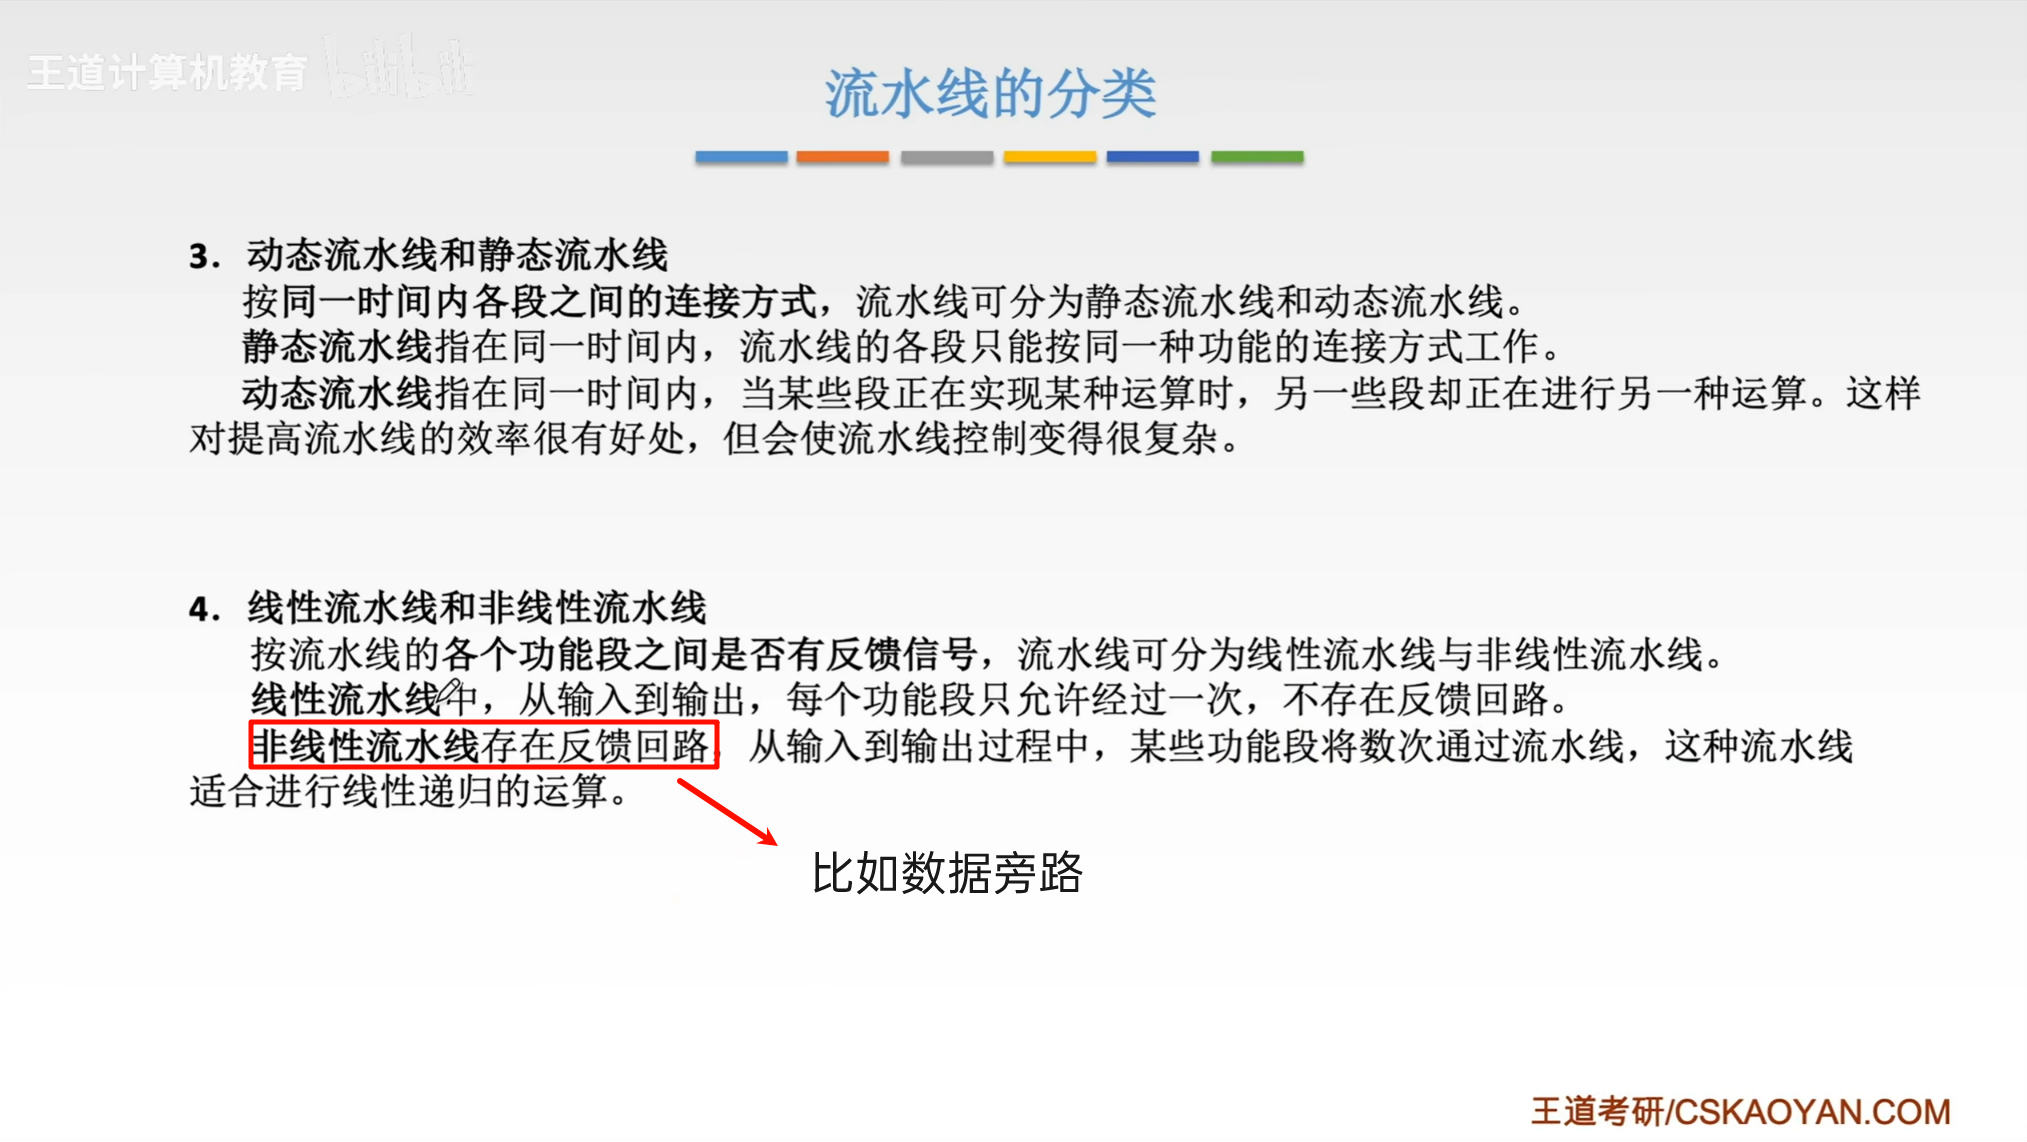 王道计算机教育 bilibili
流水线的分类
3. 动态流水线和静态流水线
按同一时间内各段之间的连接方式，流水线可分为静态流水线和动态流水线。
静态流水线指在同一时间内，流水线的各段只能按同一种功能的连接方式工作。
动态流水线指在同一时间内，当某些段正在实现某种运算时，另一些段却正在进行另一种运算。这样
对提高流水线的效率很有好处，但会使流水线控制变得很复杂。
4. 线性流水线和非线性流水线
按流水线的各个功能段之间是否有反馈信号，流水线可分为线性流水线与非线性流水线。
线性流水线中，从输入到输出，每个功能段只允许经过一次，不存在反馈回路。
非线性流水线存在反馈回路，从输入到输出过程中，某些功能段将数次通过流水线，这种流水线
适合进行线性递归的运算。
比如数据旁路
王道考研/CSKAOYAN.COM